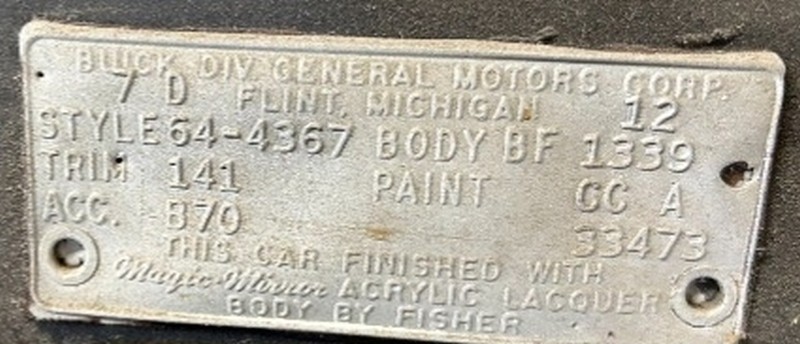 BUICK DIV. GENERAL MOTORS CORP.
7 D FLINT, MICHIGAN 12
STYLE 64-4367 BODY BF 1339
TRIM 141 PAINT CC A
ACC. B70 33473
THIS CAR FINISHED WITH
Magic-Mirror ACRYLIC LACQUER
BODY BY FISHER